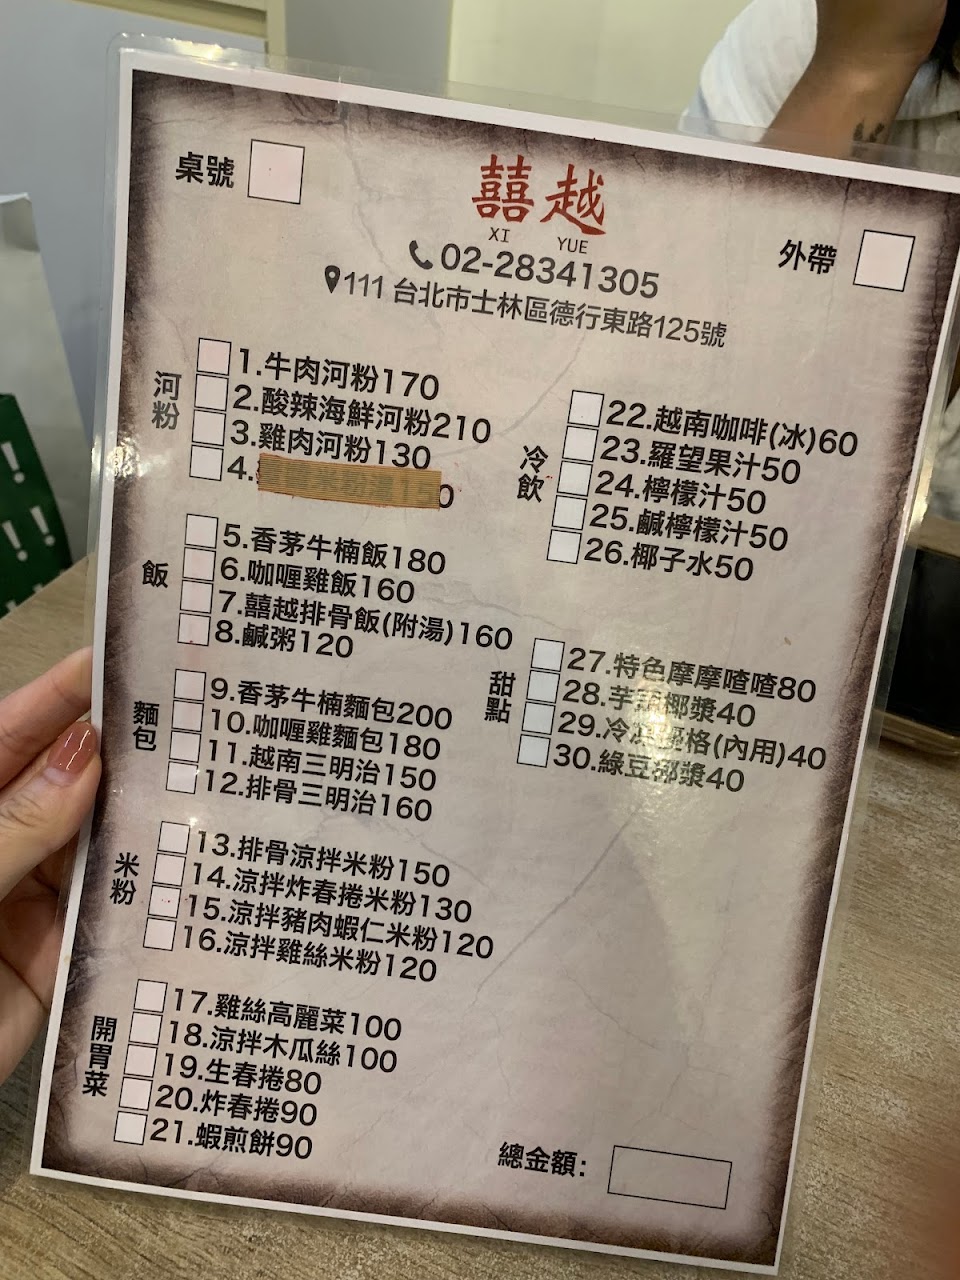 桌號
囍越
XI YUE
外帶
02-28341305
111 台北市士林區德行東路125號
河粉
1.牛肉河粉170
2.酸辣海鮮河粉210
3.雞肉河粉130
4.
飯
5.香茅牛楠飯180
6.咖喱雞飯160
7.囍越排骨飯(附湯)160
8.鹹粥120
麵包
9.香茅牛楠麵包200
10.咖喱雞麵包180
11.越南三明治150
12.排骨三明治160
米粉
13.排骨涼拌米粉150
14.涼拌炸春捲米粉130
15.涼拌豬肉蝦仁米粉120
16.涼拌雞絲米粉120
開胃菜
17.雞絲高麗菜100
18.涼拌木瓜絲100
19.生春捲80
20.炸春捲90
21.蝦煎餅90
冷飲
22.越南咖啡(冰)60
23.羅望果汁50
24.檸檬汁50
25.鹹檸檬汁50
26.椰子水50
甜點
27.特色摩摩喳喳80
28.芋頭椰漿40
29.冷凍優格(內用)40
30.綠豆椰漿40
總金額: